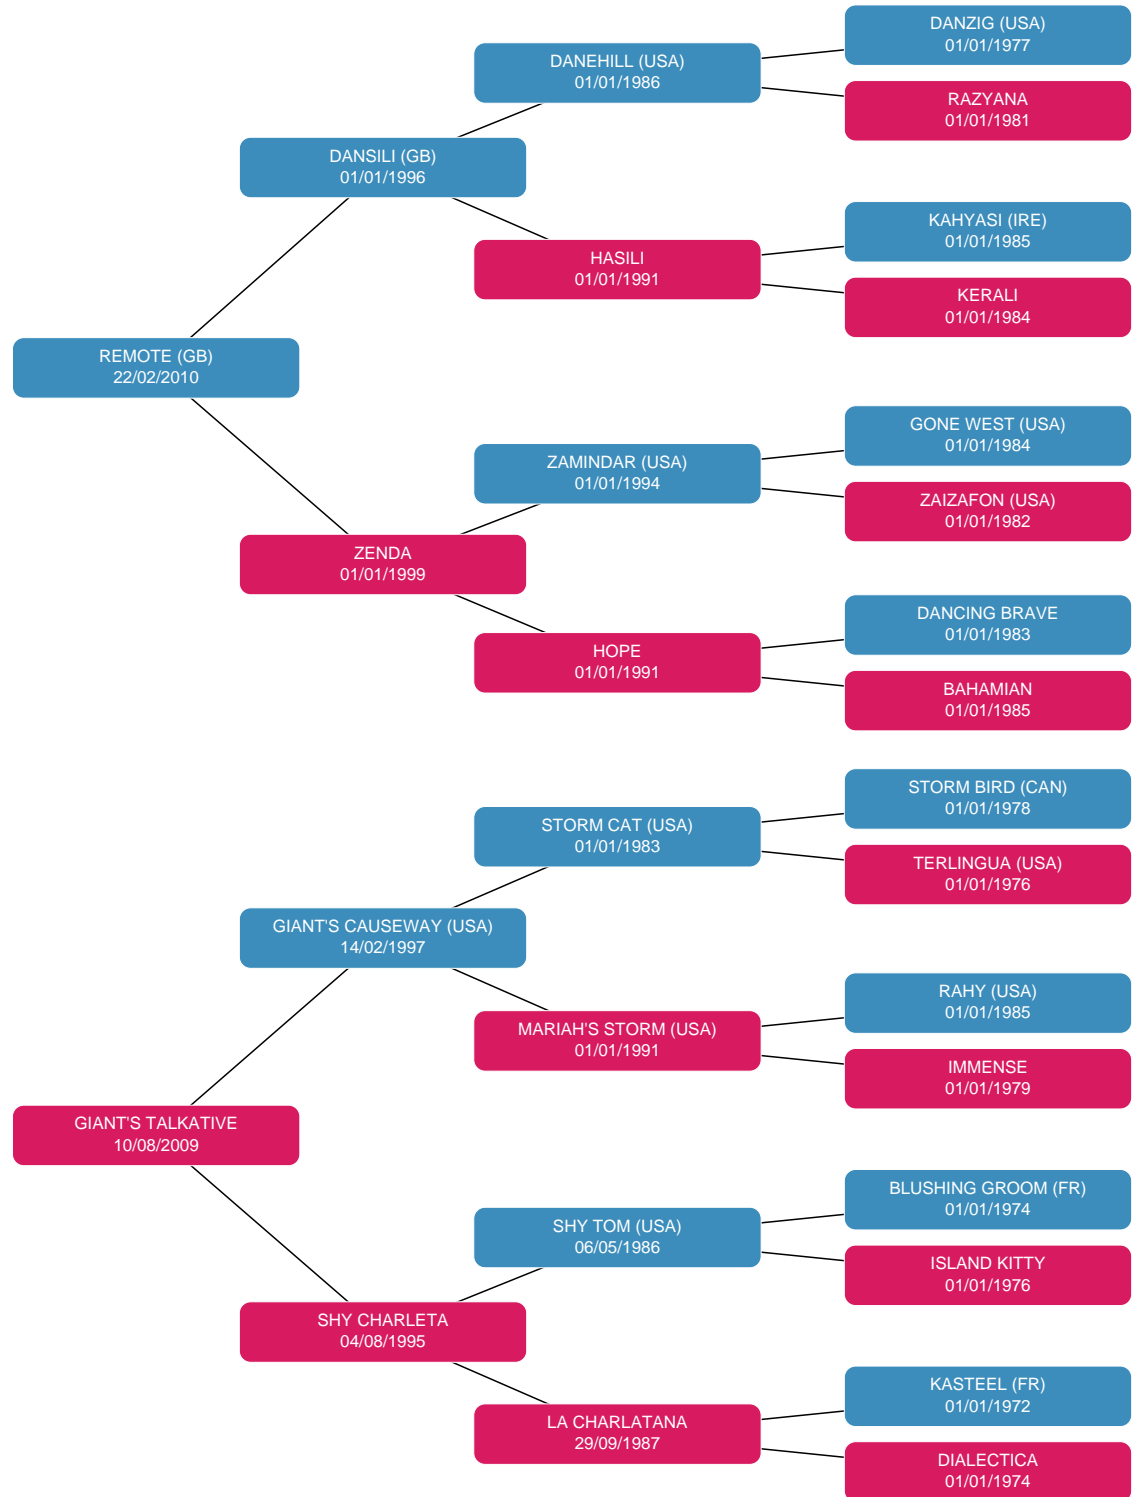 DANZIG (USA)
01/01/1977
DANEHILL (USA)
01/01/1986
RAZYANA
01/01/1981
DANSILI (GB)
01/01/1996
KAHYASI (IRE)
01/01/1985
HASILI
01/01/1991
KERALI
01/01/1984
REMOTE (GB)
22/02/2010
GONE WEST (USA)
01/01/1984
ZAMINDAR (USA)
01/01/1994
ZAIZAFON (USA)
01/01/1982
ZENDA
01/01/1999
DANCING BRAVE
01/01/1983
HOPE
01/01/1991
BAHAMIAN
01/01/1985
STORM BIRD (CAN)
01/01/1978
STORM CAT (USA)
01/01/1983
TERLINGUA (USA)
01/01/1976
GIANT'S CAUSEWAY (USA)
14/02/1997
RAHY (USA)
01/01/1985
MARIAH'S STORM (USA)
01/01/1991
IMMENSE
01/01/1979
GIANT'S TALKATIVE
10/08/2009
BLUSHING GROOM (FR)
01/01/1974
SHY TOM (USA)
06/05/1986
ISLAND KITTY
01/01/1976
SHY CHARLETA
04/08/1995
KASTEEL (FR)
01/01/1972
LA CHARLATANA
29/09/1987
DIALECTICA
01/01/1974